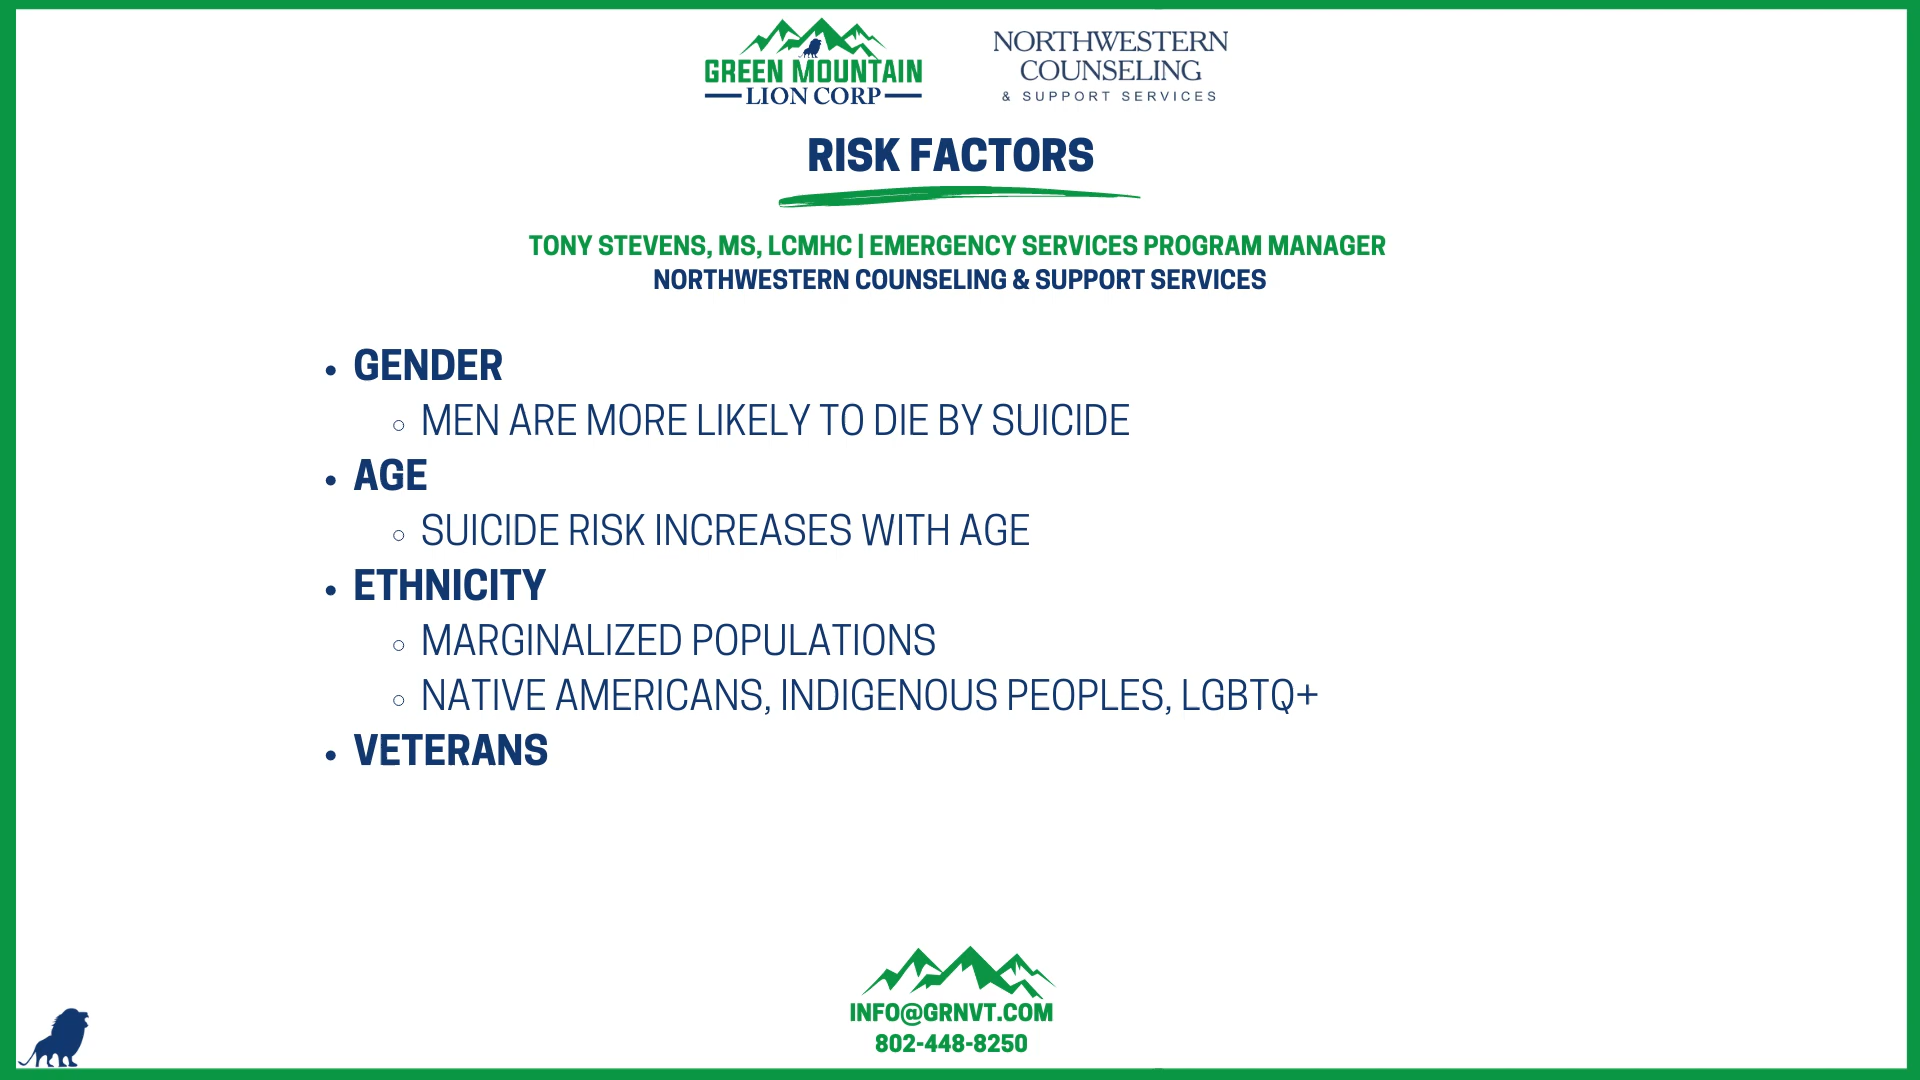 GREEN MOUNTAIN
LION CORP
NORTHWESTERN
COUNSELING
& SUPPORT SERVICES
RISK FACTORS
TONY STEVENS, MS, LCMHC | EMERGENCY SERVICES PROGRAM MANAGER
NORTHWESTERN COUNSELING & SUPPORT SERVICES
• GENDER
○ MEN ARE MORE LIKELY TO DIE BY SUICIDE
• AGE
○ SUICIDE RISK INCREASES WITH AGE
• ETHNICITY
○ MARGINALIZED POPULATIONS
○ NATIVE AMERICANS, INDIGENOUS PEOPLES, LGBTQ+
• VETERANS
INFO@GRNVT.COM
802-448-8250